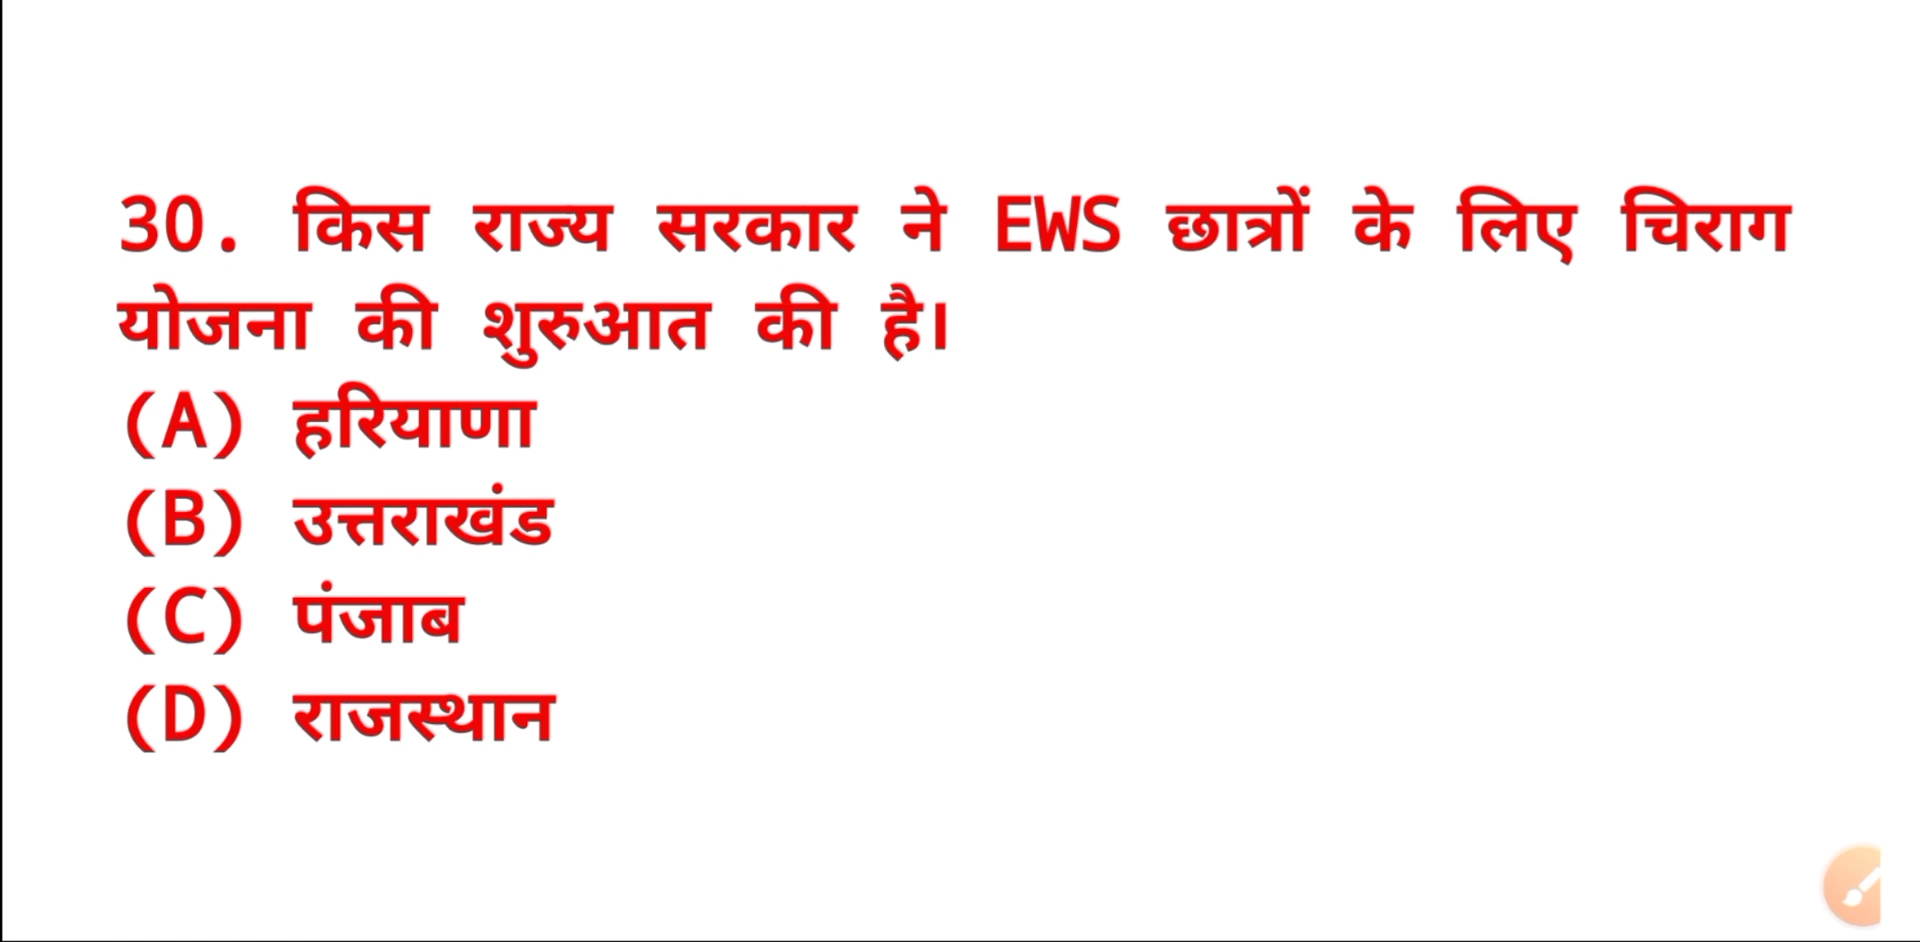 30. किस राज्य सरकार ने EWS छात्रों के लिए चिराग
योजना की शुरुआत की है।
(A) हरियाणा
(B) उत्तराखंड
(C) पंजाब
(D) राजस्थान